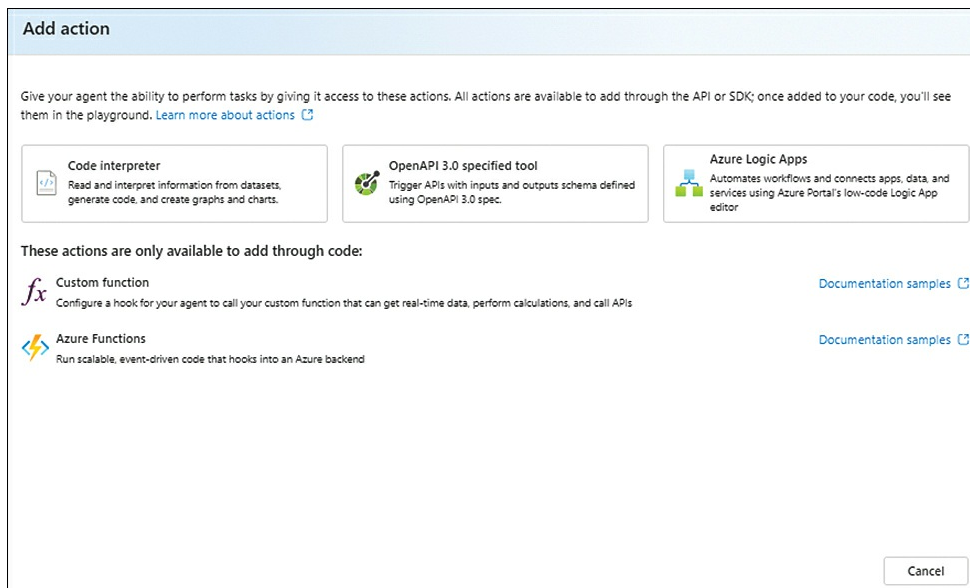 Add action
Give your agent the ability to perform tasks by giving it access to these actions. All actions are available to add through the API or SDK; once added to your code, you'll see
them in the playground. Learn more about actions
Code interpreter
Read and interpret information from datasets,
generate code, and create graphs and charts.
OpenAPI 3.0 specified tool
Trigger APIs with inputs and outputs schema defined
using OpenAPI 3.0 spec.
Azure Logic Apps
Automates workflows and connects apps, data, and
services using Azure Portal's low-code Logic App
editor
These actions are only available to add through code:
Custom function
Documentation samples
Configure a hook for your agent to call your custom function that can get real-time data, perform calculations, and call APIs
Azure Functions
Documentation samples
Run scalable, event-driven code that hooks into an Azure backend
Cancel